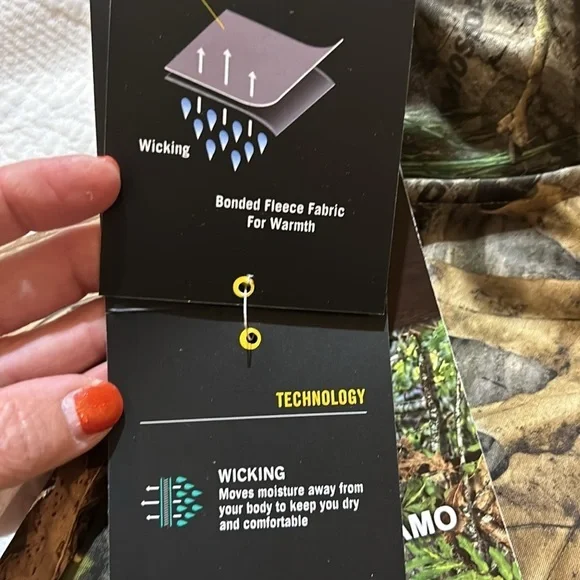 Wicking
Bonded Fleece Fabric
For Warmth
TECHNOLOGY
WICKING
Moves moisture away from
your body to keep you dry
and comfortable